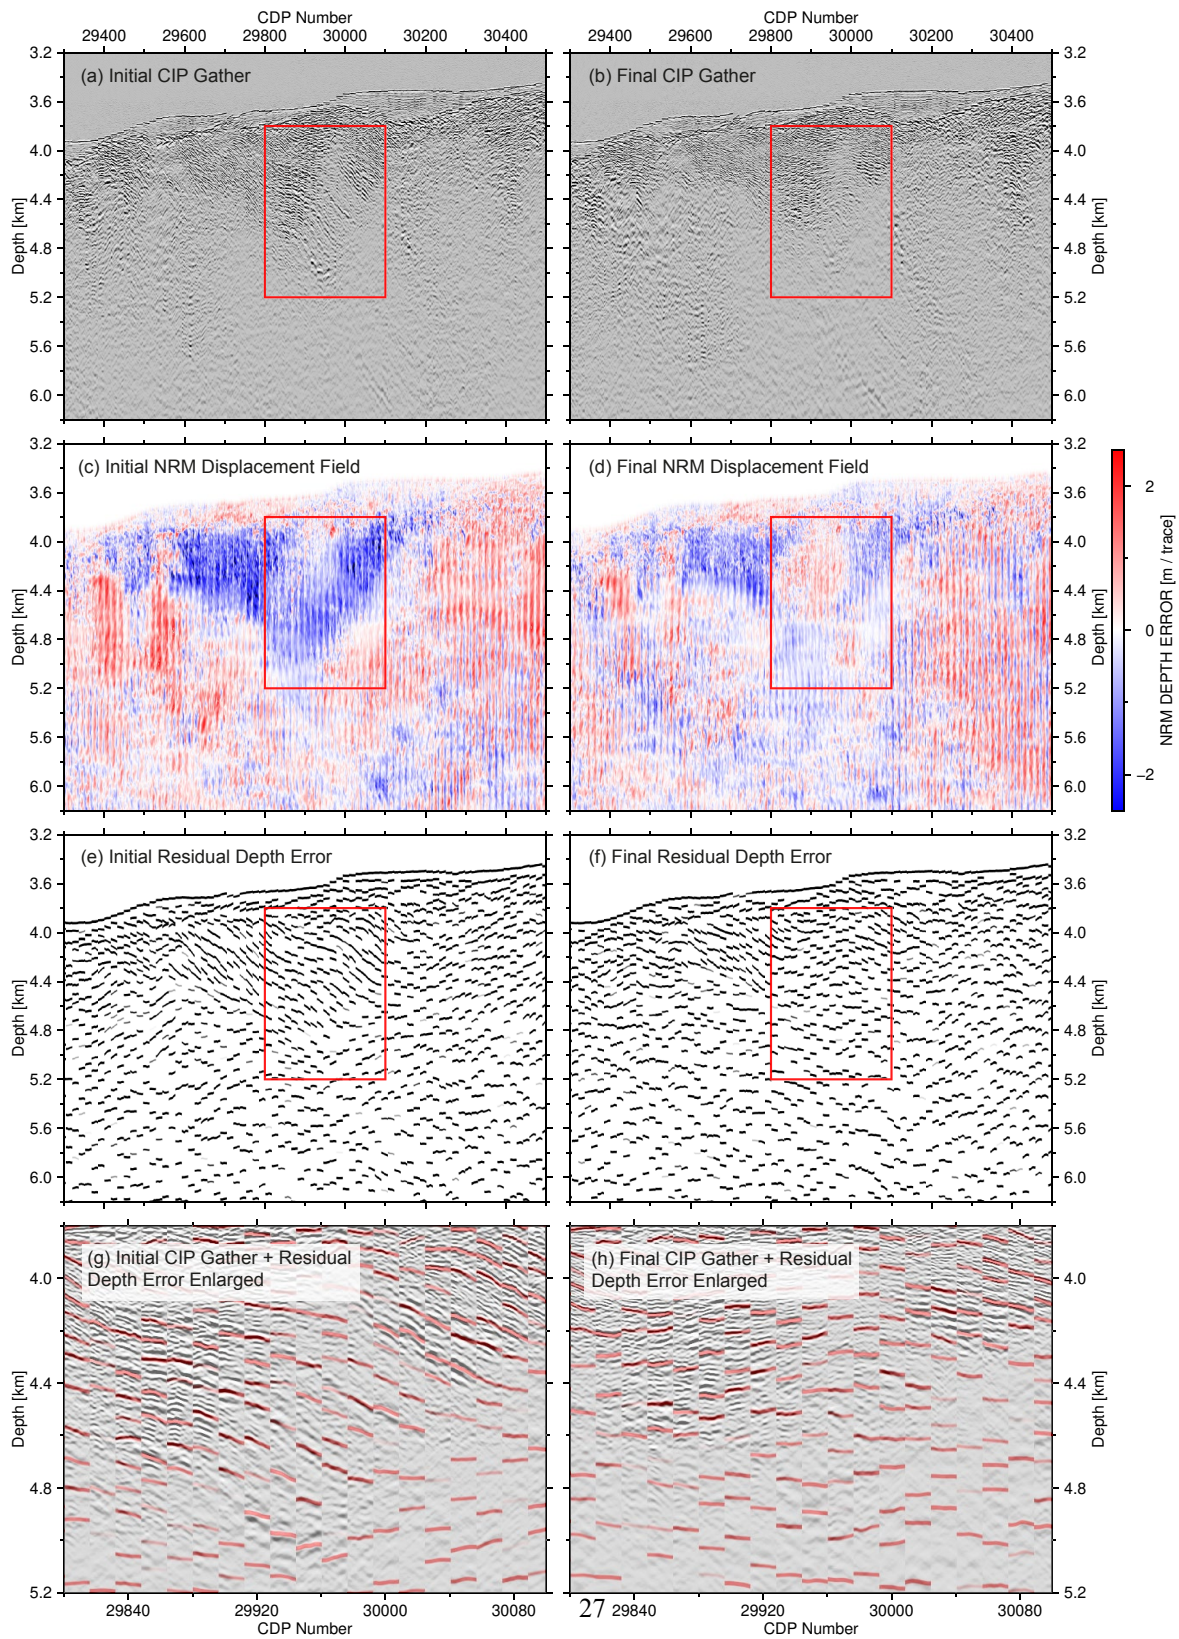 CDP Number
CDP Number
29400 29600 29800 30000 30200 30400
29400 29600 29800 30000 30200 30400
(a) Initial CIP Gather
(b) Final CIP Gather
3.2
3.6
4.0
4.4
4.8
5.2
5.6
6.0
Depth [km]
3.2
3.6
4.0
4.4
4.8
5.2
5.6
6.0
Depth [km]
(c) Initial NRM Displacement Field
(d) Final NRM Displacement Field
3.2
3.6
4.0
4.4
4.8
5.2
5.6
6.0
Depth [km]
3.2
3.6
4.0
4.4
4.8
5.2
5.6
6.0
Depth [km]
2
0
−2
NRM DEPTH ERROR [m / trace]
(e) Initial Residual Depth Error
(f) Final Residual Depth Error
3.2
3.6
4.0
4.4
4.8
5.2
5.6
6.0
Depth [km]
3.2
3.6
4.0
4.4
4.8
5.2
5.6
6.0
Depth [km]
(g) Initial CIP Gather + Residual
Depth Error Enlarged
(h) Final CIP Gather + Residual
Depth Error Enlarged
4.0
4.4
4.8
5.2
Depth [km]
4.0
4.4
4.8
5.2
Depth [km]
29840 29920 30000 30080
27
29840 29920 30000 30080
CDP Number
CDP Number